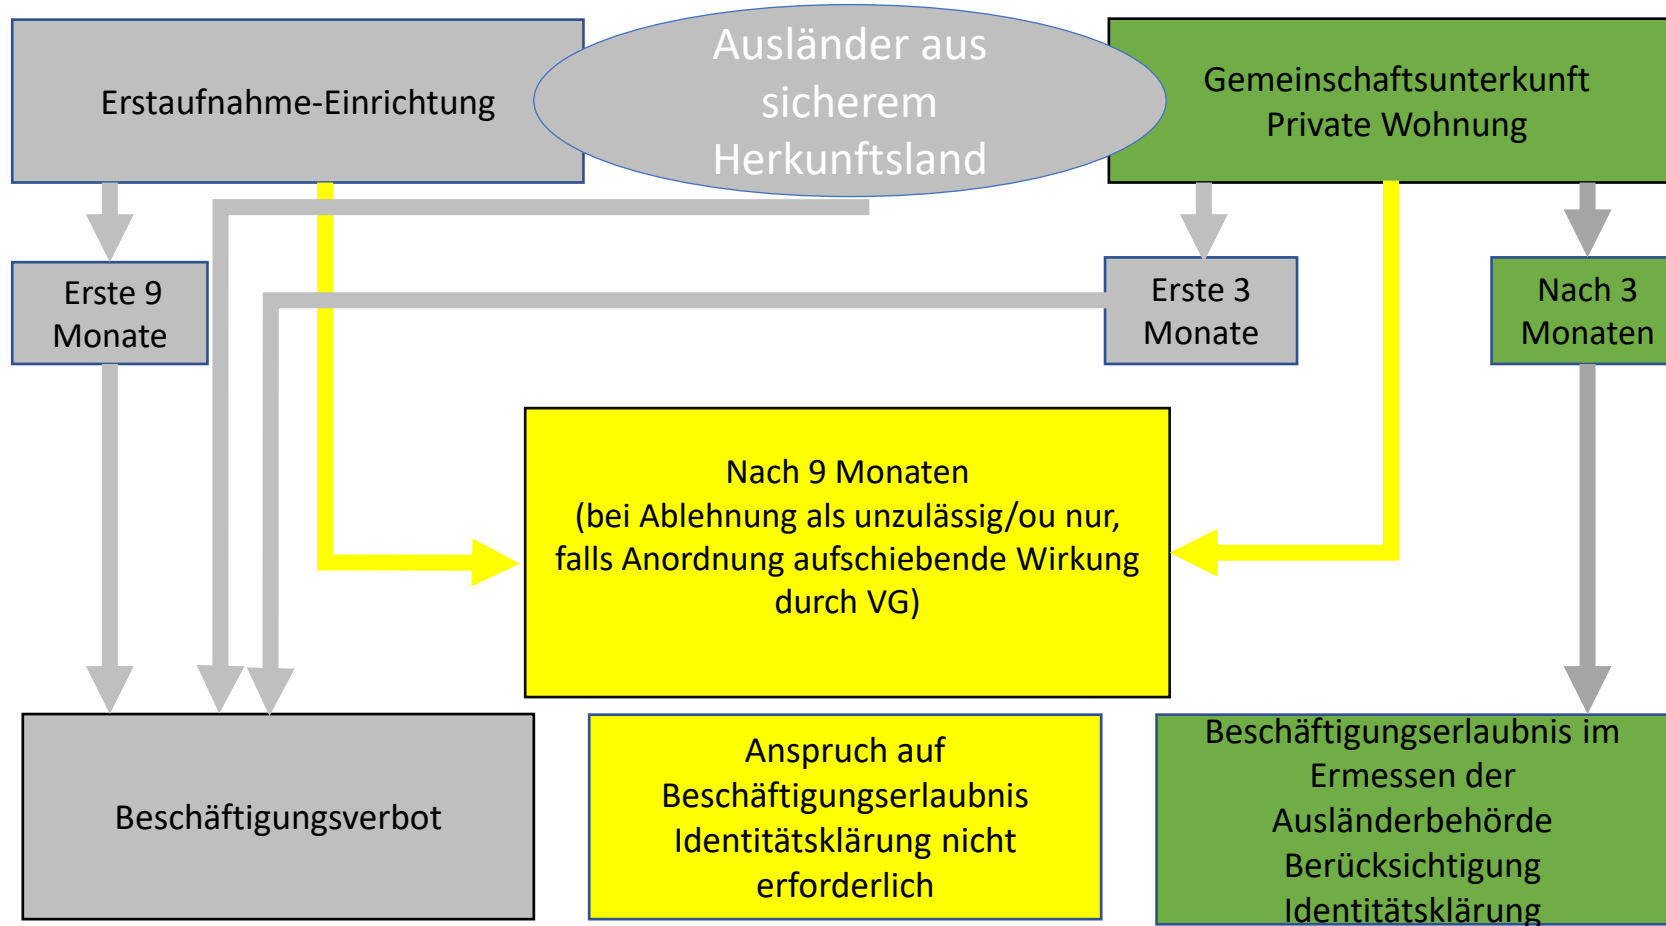 Erstaufnahme-Einrichtung
Ausländer aus
sicherem
Herkunftsland
Gemeinschaftsunterkunft
Private Wohnung
Erste 9
Monate
Erste 3
Monate
Nach 3
Monaten
Nach 9 Monaten
(bei Ablehnung als unzulässig/ou nur,
falls Anordnung aufschiebende Wirkung
durch VG)
Beschäftigungsverbot
Anspruch auf
Beschäftigungserlaubnis
Identitätsklärung nicht
erforderlich
Beschäftigungserlaubnis im
Ermessen der
Ausländerbehörde
Berücksichtigung
Identitätsklärung